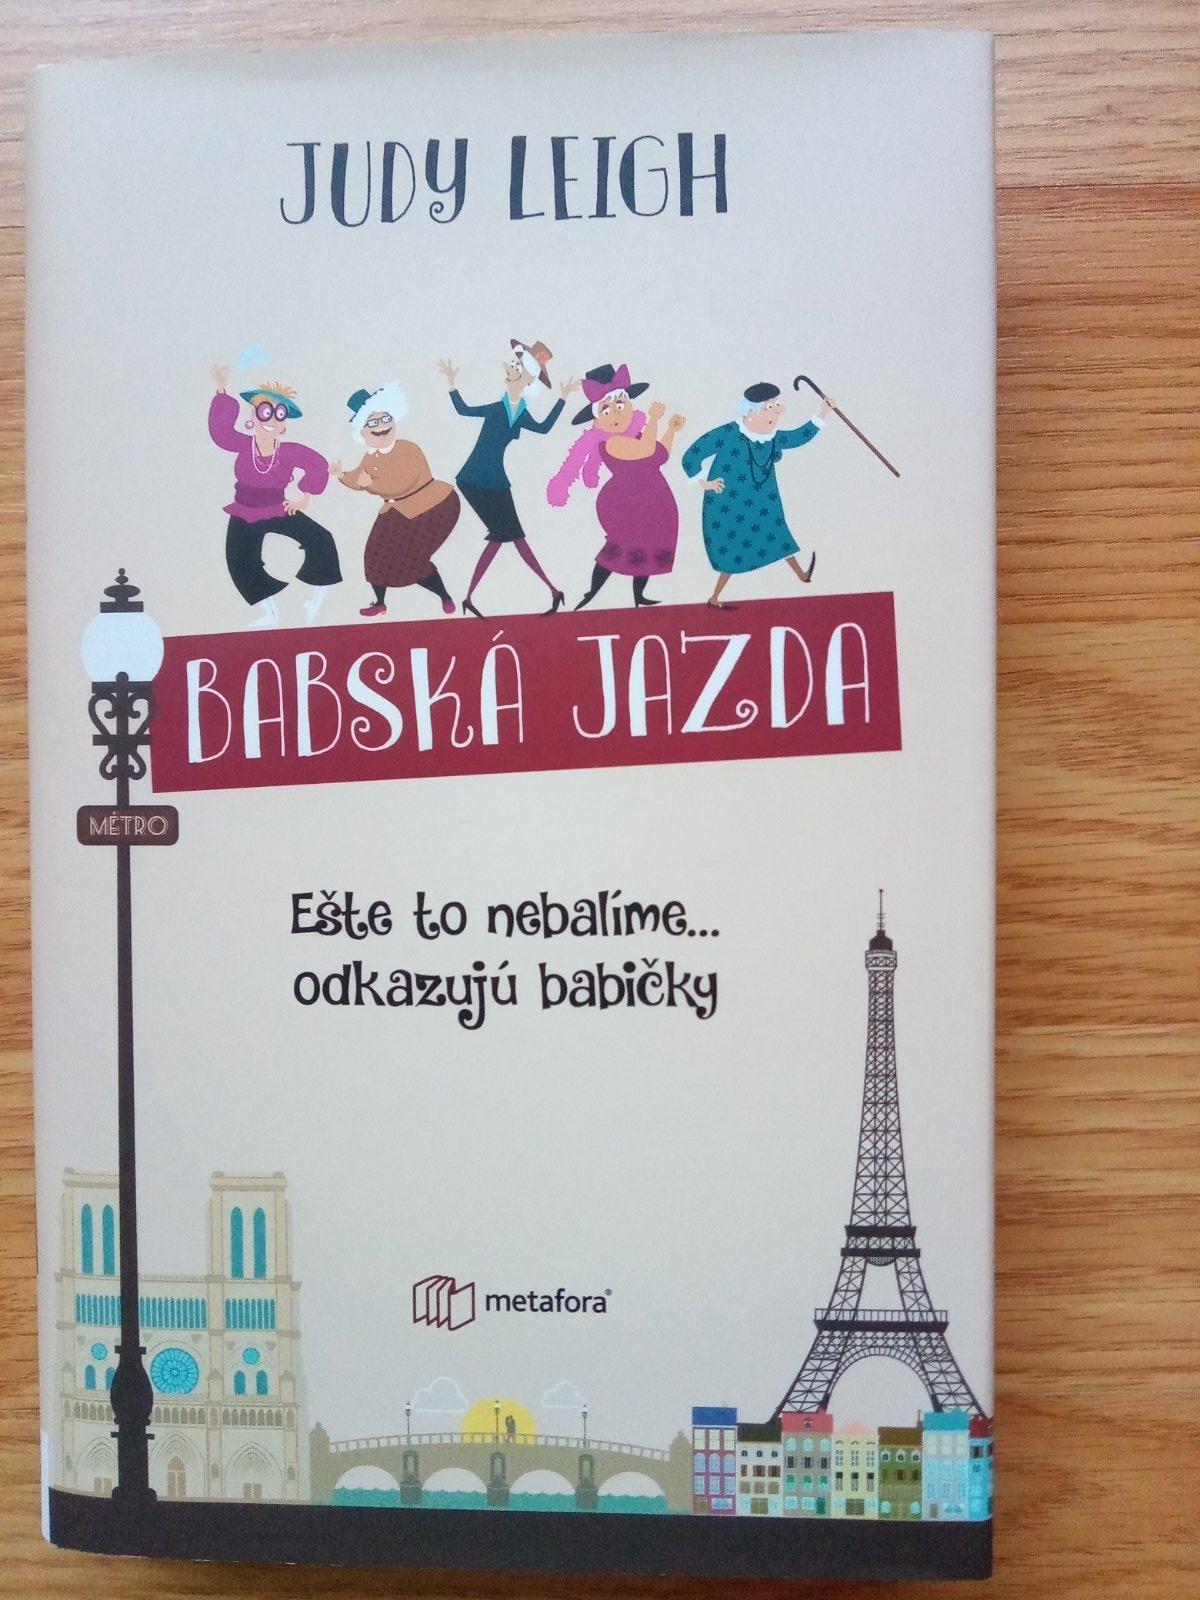 JUDY LEIGH
BABSKÁ JAZDA
MÉTRO
Ešte to nebalíme...
odkazujú babičky
metafora®